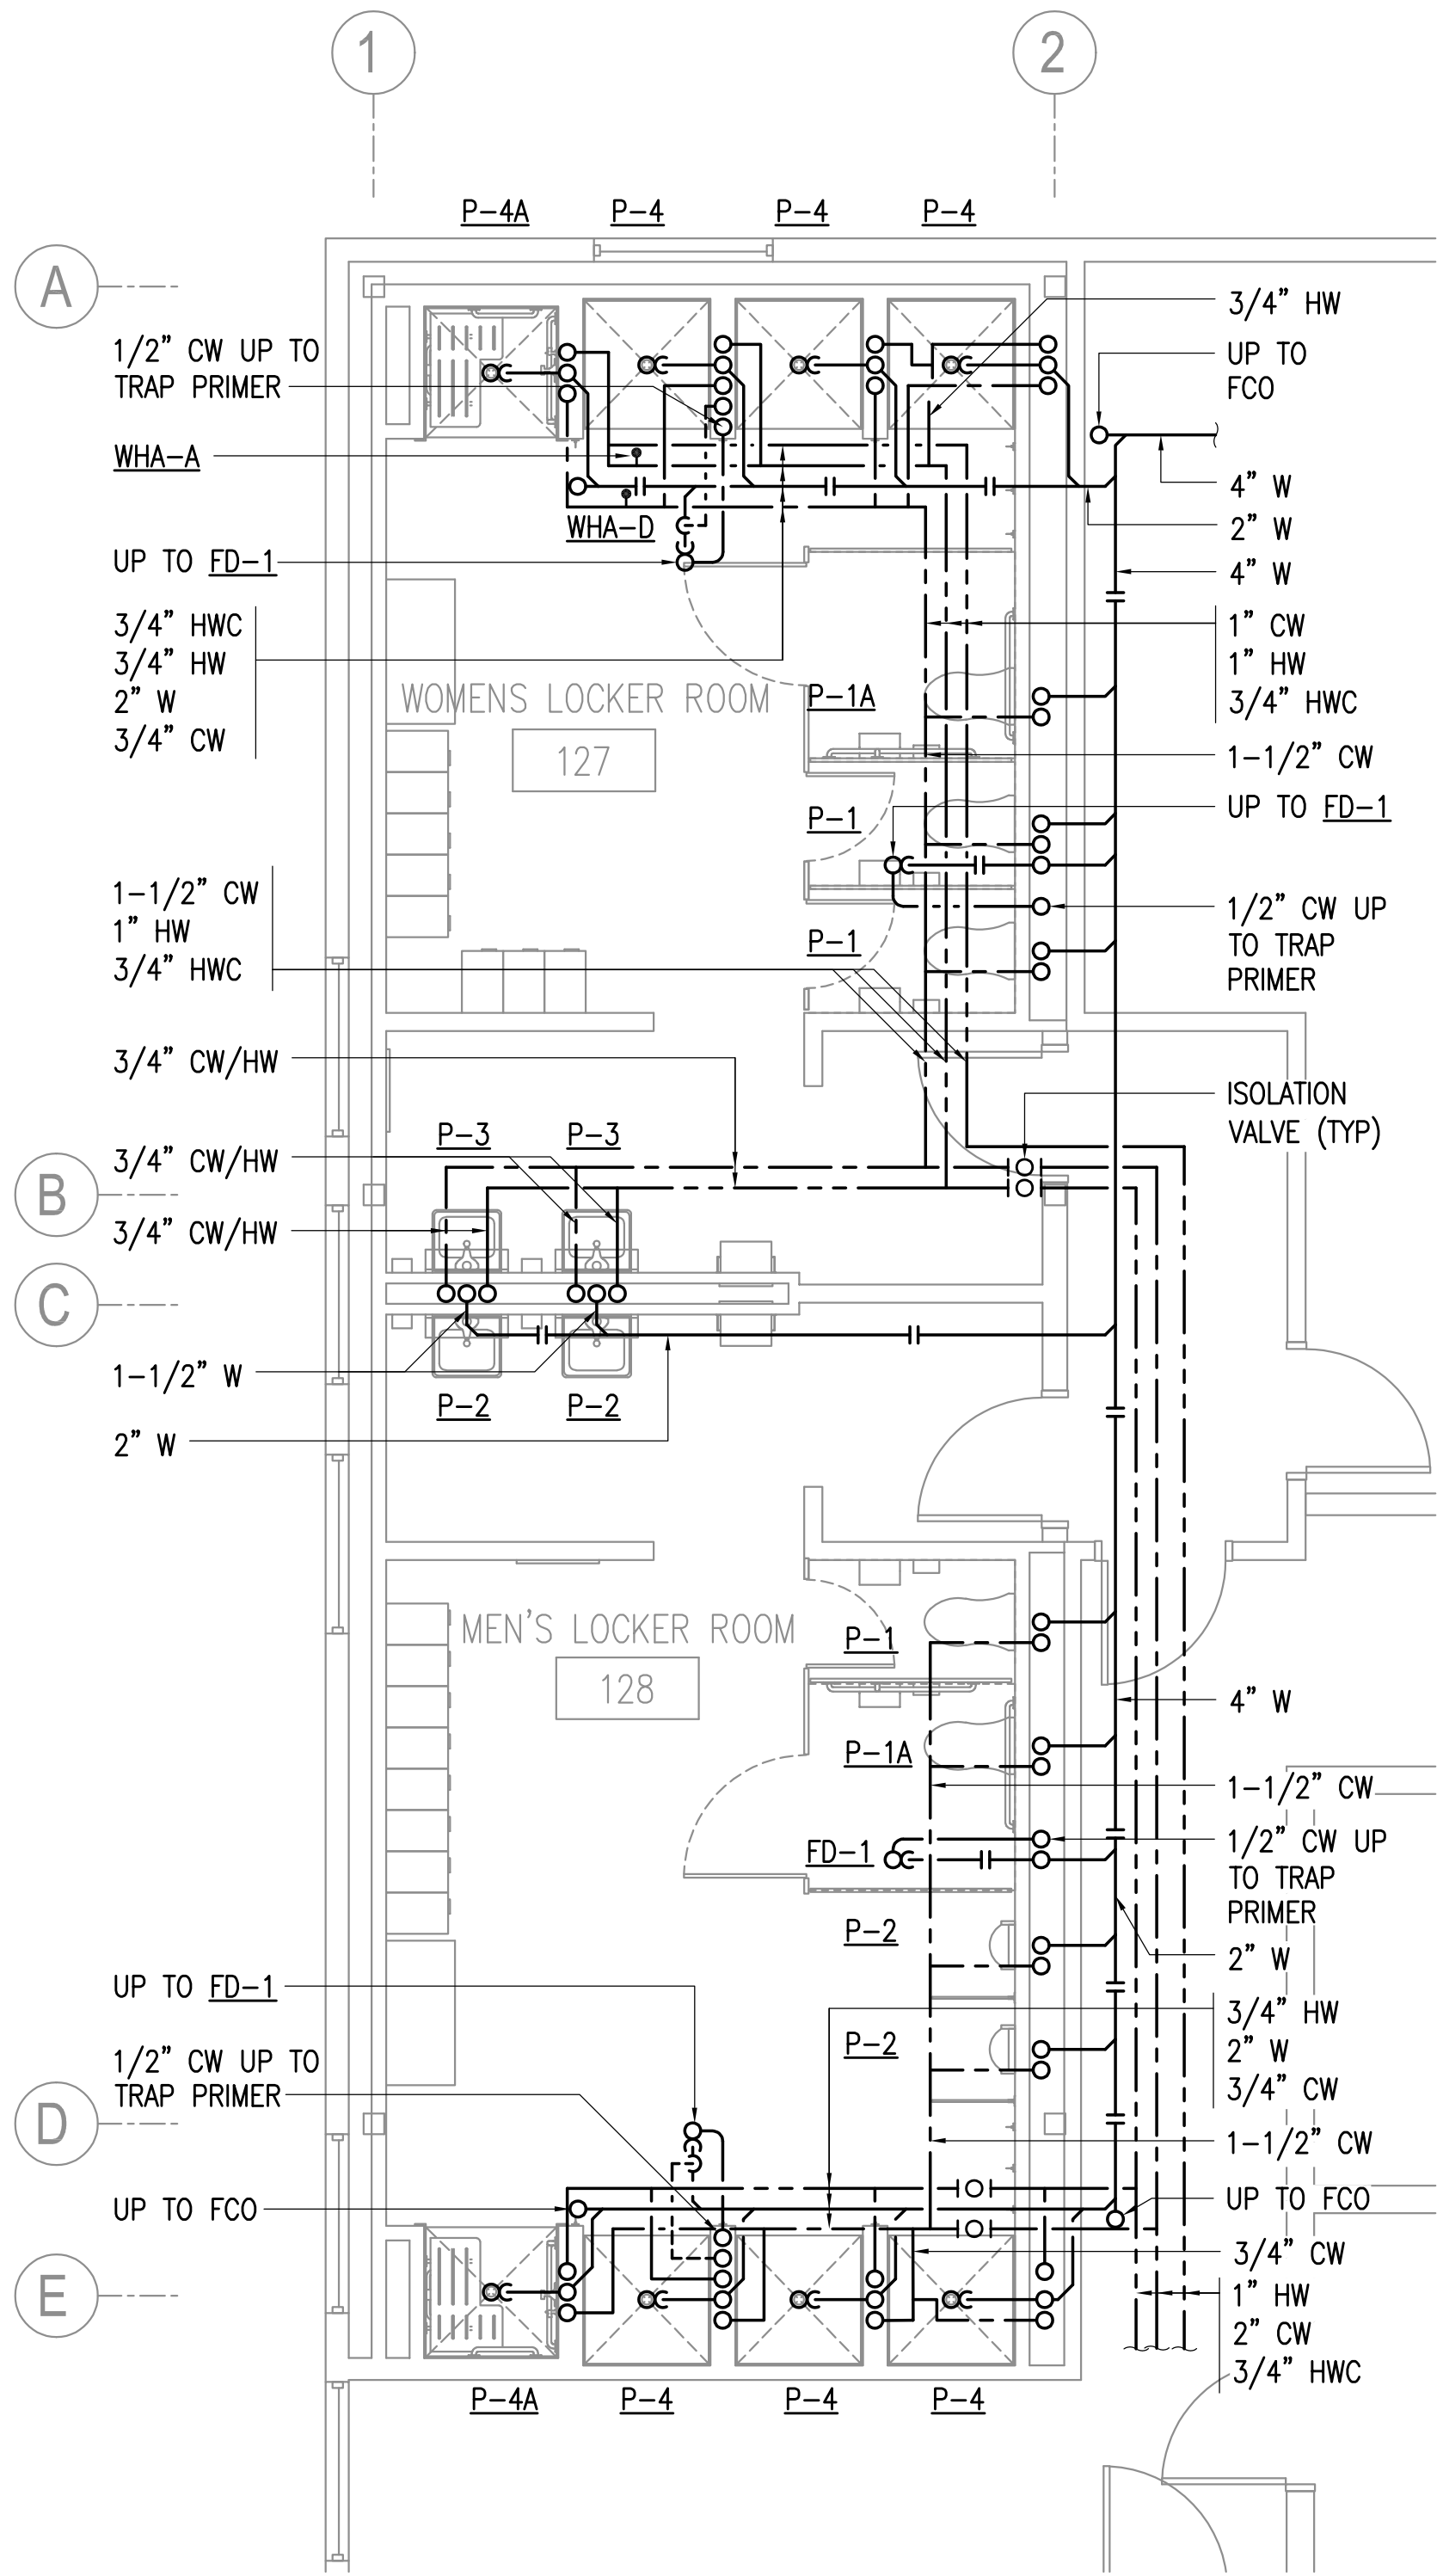 1
2
P-4A
P-4
P-4
P-4
A
3/4" HW
1/2" CW UP TO
TRAP PRIMER
UP TO
FCO
WHA-A
4" W
WHA-D
2" W
UP TO FD-1
4" W
3/4" HWC
3/4" HW
2" W
3/4" CW
1" CW
1" HW
3/4" HWC
WOMENS LOCKER ROOM
127
P-1A
1-1/2" CW
P-1
UP TO FD-1
1-1/2" CW
1" HW
3/4" HWC
P-1
1/2" CW UP
TO TRAP
PRIMER
3/4" CW/HW
ISOLATION
VALVE (TYP)
P-3
P-3
3/4" CW/HW
B
3/4" CW/HW
C
1-1/2" W
P-2
P-2
2" W
MEN'S LOCKER ROOM
128
P-1
4" W
P-1A
1-1/2" CW
FD-1
1/2" CW UP
TO TRAP
PRIMER
P-2
2" W
UP TO FD-1
3/4" HW
2" W
3/4" CW
P-2
1/2" CW UP TO
TRAP PRIMER
D
1-1/2" CW
UP TO FCO
UP TO FCO
3/4" CW
E
1" HW
2" CW
3/4" HWC
P-4A
P-4
P-4
P-4